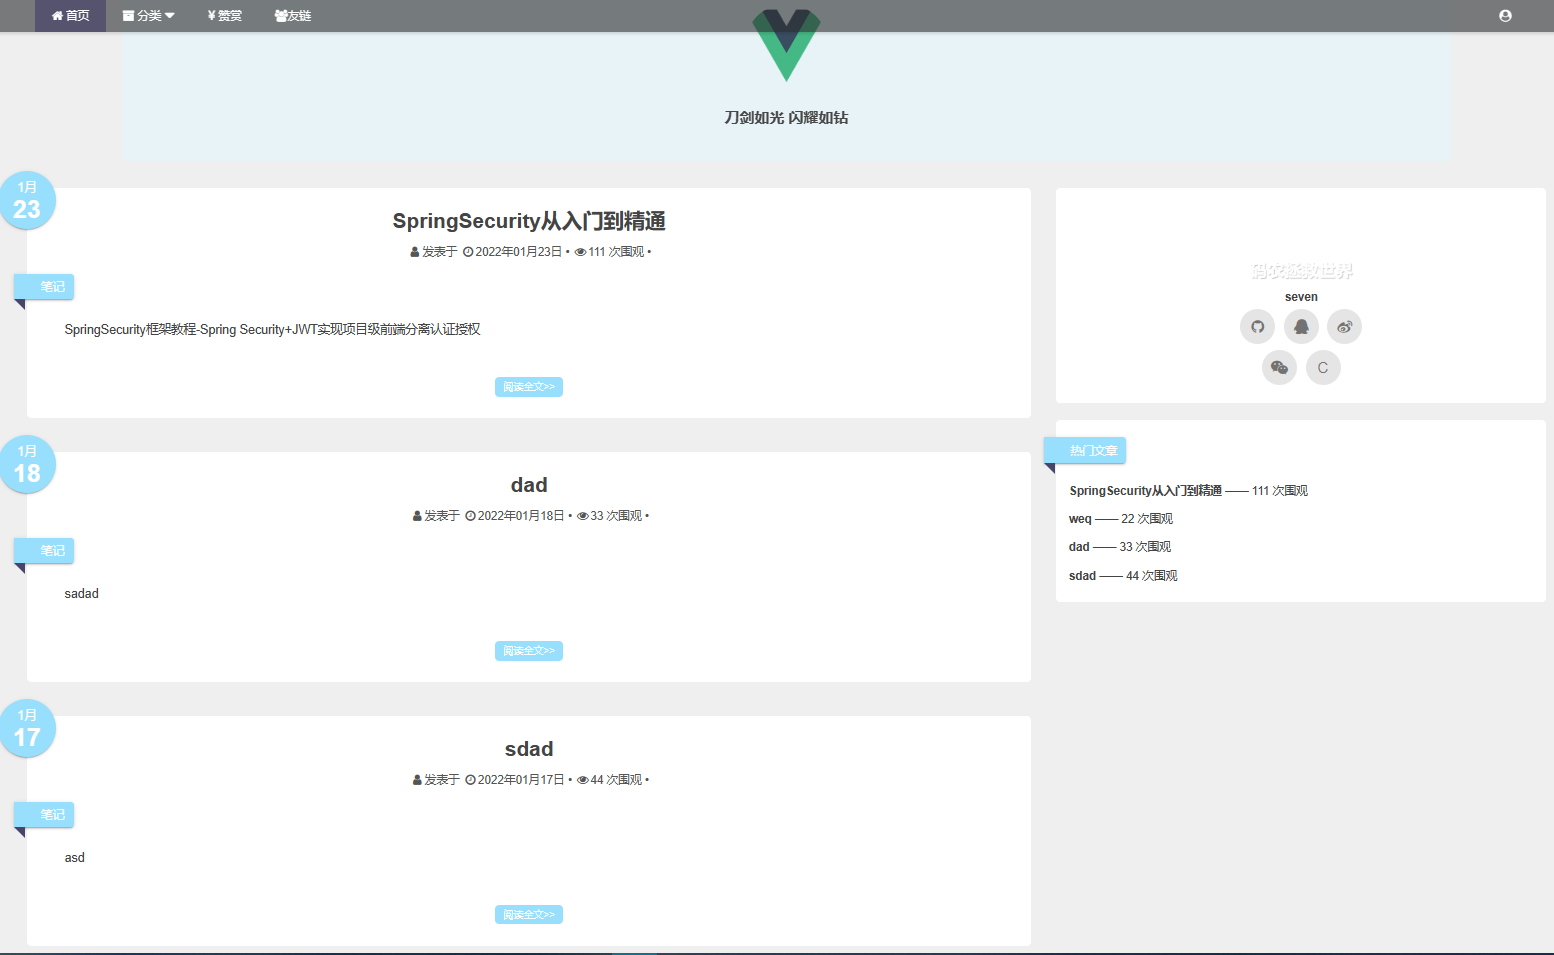 首页 分类 ¥ 赞赏 友链
刀剑如光 闪耀如钻
1月
23
SpringSecurity从入门到精通
发表于 2022年01月23日 • 111 次围观 •
笔记
SpringSecurity框架教程-Spring Security+JWT实现项目级前端分离认证授权
阅读全文>>
1月
18
dad
发表于 2022年01月18日 • 33 次围观 •
笔记
sadad
阅读全文>>
1月
17
sdad
发表于 2022年01月17日 • 44 次围观 •
笔记
asd
阅读全文>>
码农拯救世界
seven
C
热门文章
SpringSecurity从入门到精通 —— 111 次围观
weq —— 22 次围观
dad —— 33 次围观
sdad —— 44 次围观